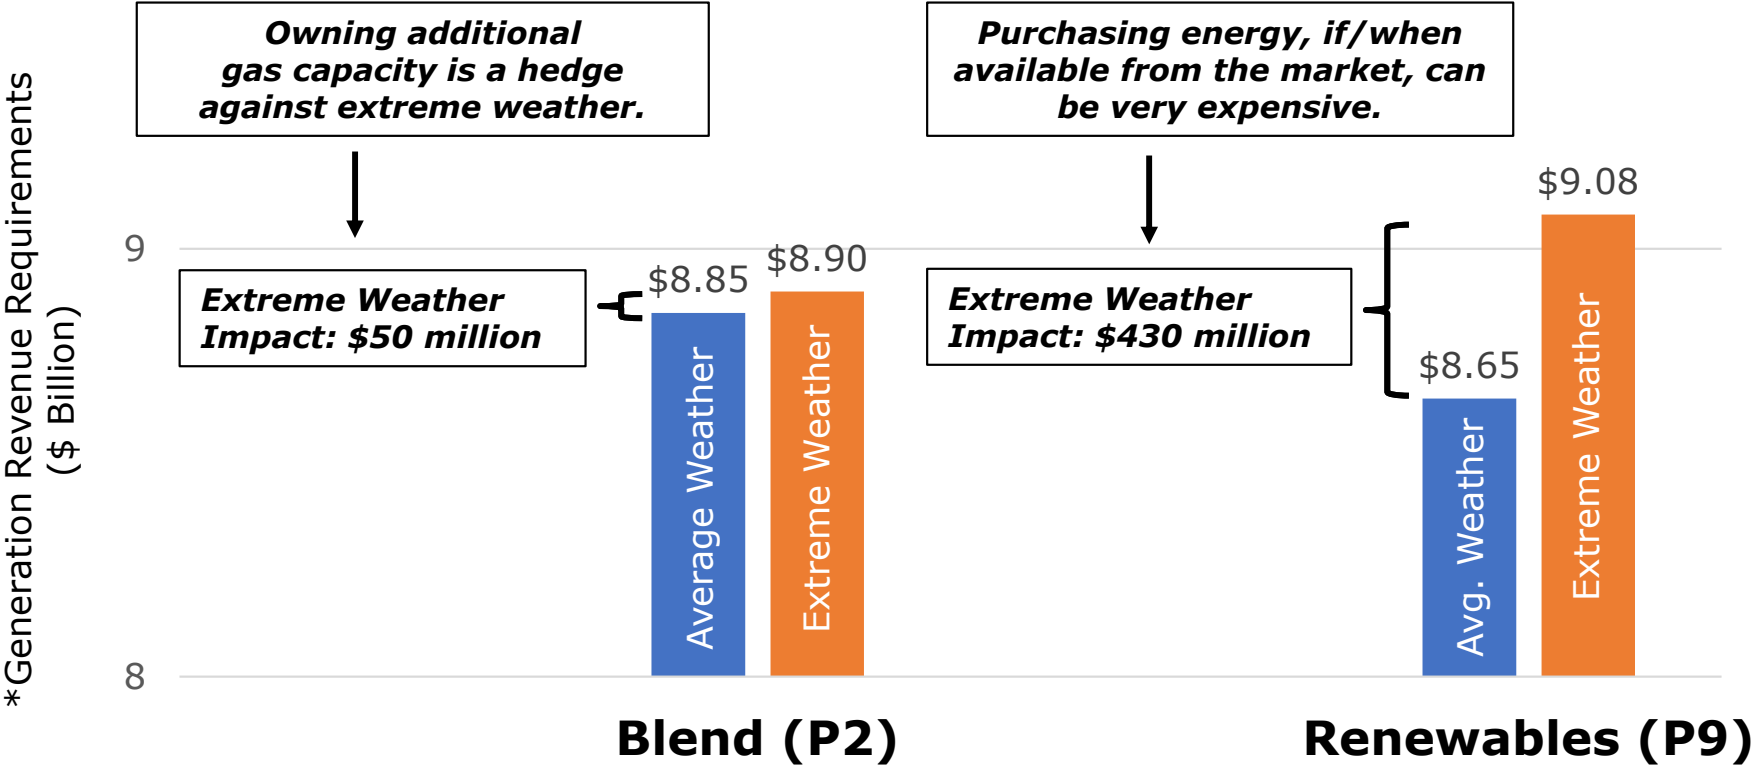 *Generation Revenue Requirements
($ Billion)
Owning additional
gas capacity is a hedge
against extreme weather.
Purchasing energy, if/when
available from the market, can
be very expensive.
9
8
Extreme Weather
Impact: $50 million
$8.85
$8.90
Average Weather
Extreme Weather
Extreme Weather
Impact: $430 million
$8.65
$9.08
Avg. Weather
Extreme Weather
Blend (P2)
Renewables (P9)